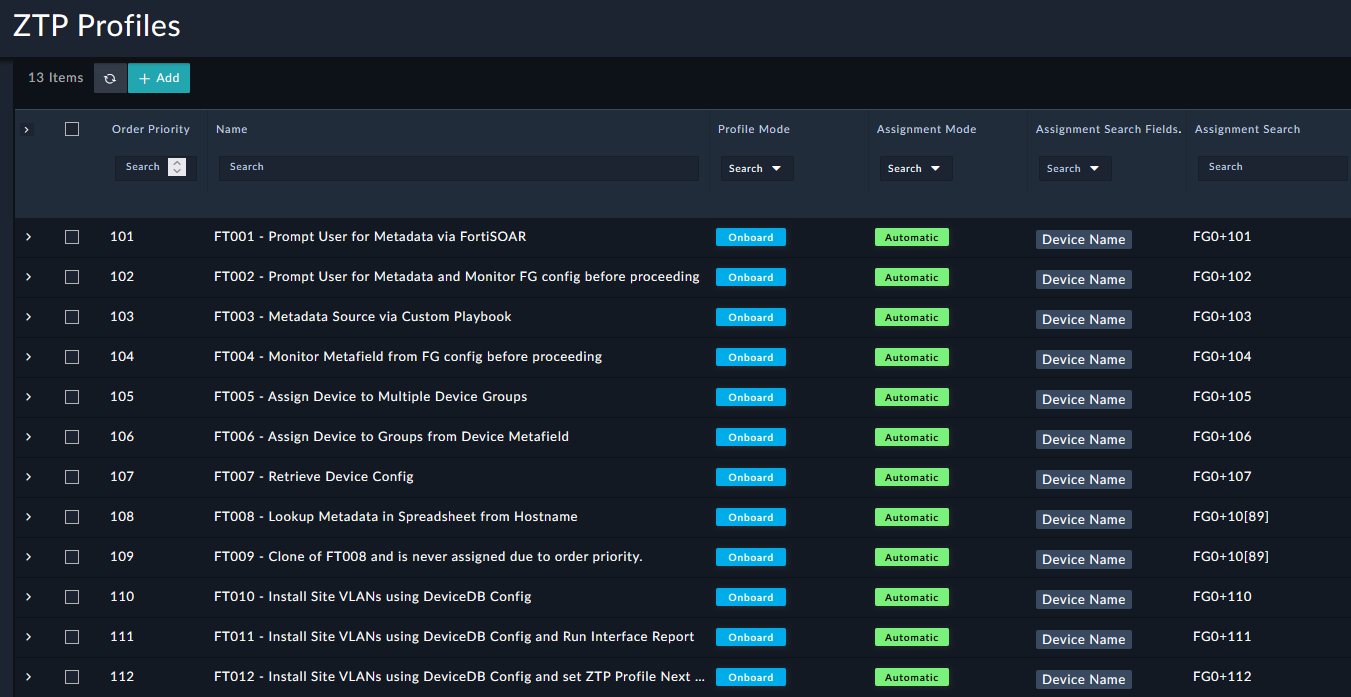 ZTP Profiles
13 Items + Add
Order Priority Name Profile Mode Assignment Mode Assignment Search Fields. Assignment Search
Search Search Search Search Search Search
101 FT001 - Prompt User for Metadata via FortiSOAR Onboard Automatic Device Name FG0+101
102 FT002 - Prompt User for Metadata and Monitor FG config before proceeding Onboard Automatic Device Name FG0+102
103 FT003 - Metadata Source via Custom Playbook Onboard Automatic Device Name FG0+103
104 FT004 - Monitor Metafield from FG config before proceeding Onboard Automatic Device Name FG0+104
105 FT005 - Assign Device to Multiple Device Groups Onboard Automatic Device Name FG0+105
106 FT006 - Assign Device to Groups from Device Metafield Onboard Automatic Device Name FG0+106
107 FT007 - Retrieve Device Config Onboard Automatic Device Name FG0+107
108 FT008 - Lookup Metadata in Spreadsheet from Hostname Onboard Automatic Device Name FG0+10[89]
109 FT009 - Clone of FT008 and is never assigned due to order priority. Onboard Automatic Device Name FG0+10[89]
110 FT010 - Install Site VLANs using DeviceDB Config Onboard Automatic Device Name FG0+110
111 FT011 - Install Site VLANs using DeviceDB Config and Run Interface Report Onboard Automatic Device Name FG0+111
112 FT012 - Install Site VLANs using DeviceDB Config and set ZTP Profile Next ... Onboard Automatic Device Name FG0+112